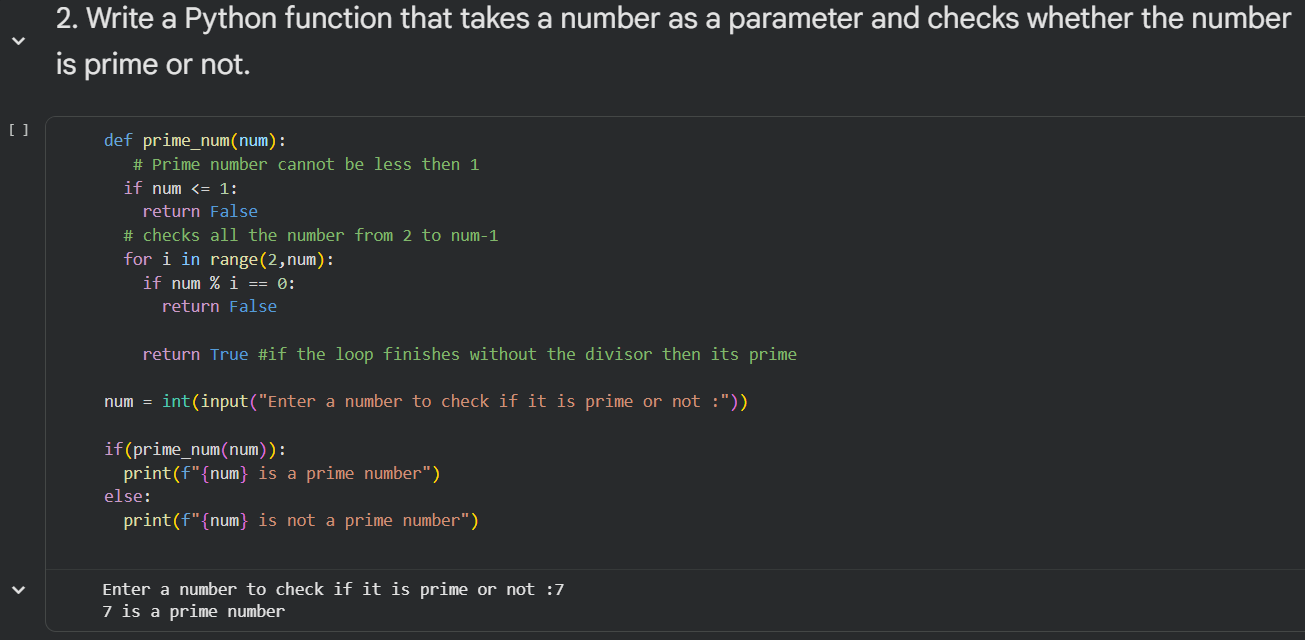 2. Write a Python function that takes a number as a parameter and checks whether the number
is prime or not.
[ ]
def prime_num(num):
   # Prime number cannot be less then 1
  if num <= 1:
    return False
  # checks all the number from 2 to num-1
  for i in range(2,num):
    if num % i == 0:
      return False

    return True #if the loop finishes without the divisor then its prime

num = int(input("Enter a number to check if it is prime or not :"))

if(prime_num(num)):
  print(f"{num} is a prime number")
else:
  print(f"{num} is not a prime number")

Enter a number to check if it is prime or not :7
7 is a prime number